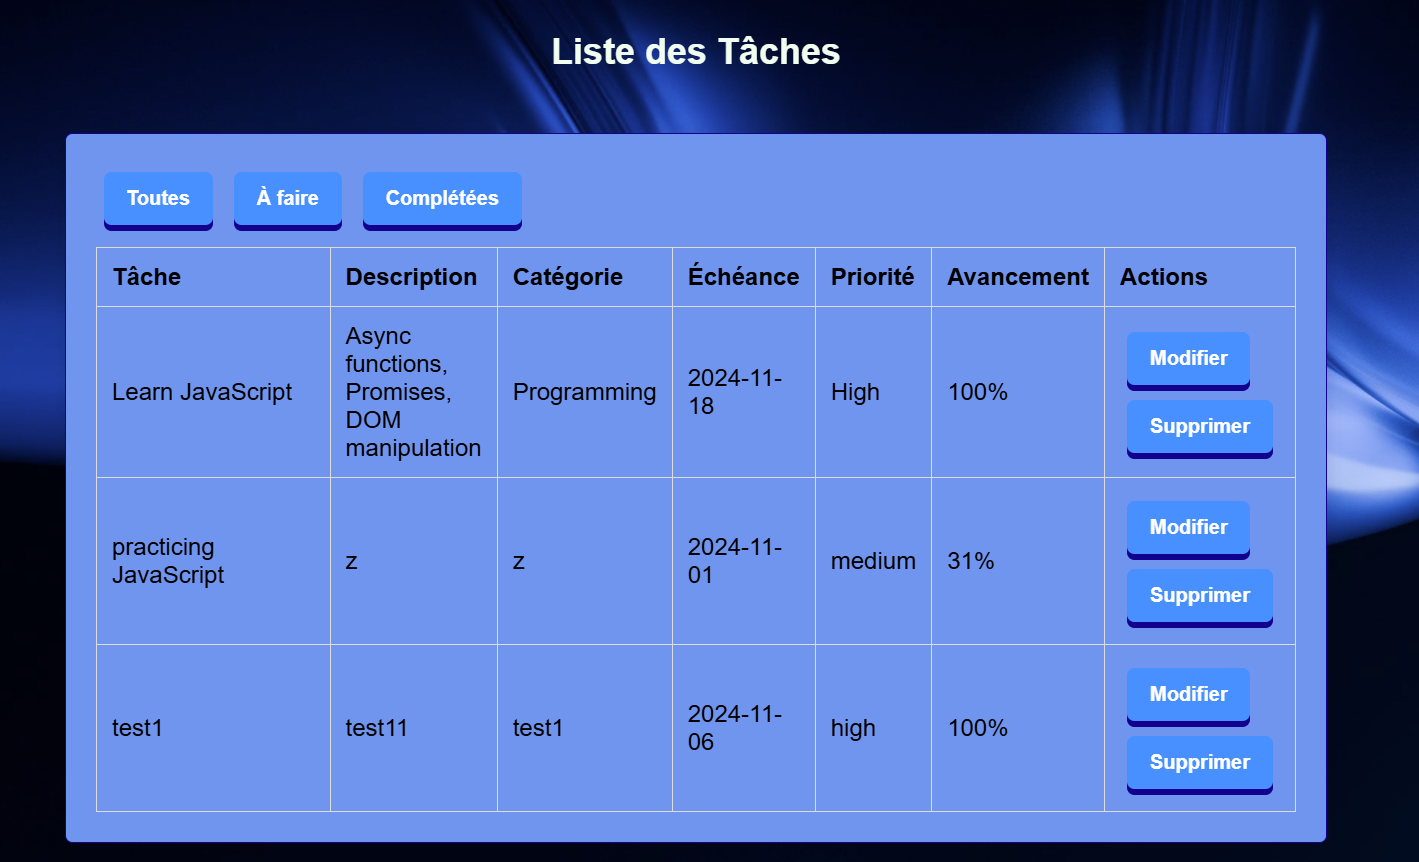 Liste des Tâches
Toutes À faire Complétées
Tâche Description Catégorie Échéance Priorité Avancement Actions
Learn JavaScript
Async
functions,
Promises,
DOM
manipulation
Programming
2024-11-
18
High
100%
Modifier
Supprimer
practicing
JavaScript
z
z
2024-11-
01
medium
31%
Modifier
Supprimer
test1
test11
test1
2024-11-
06
high
100%
Modifier
Supprimer